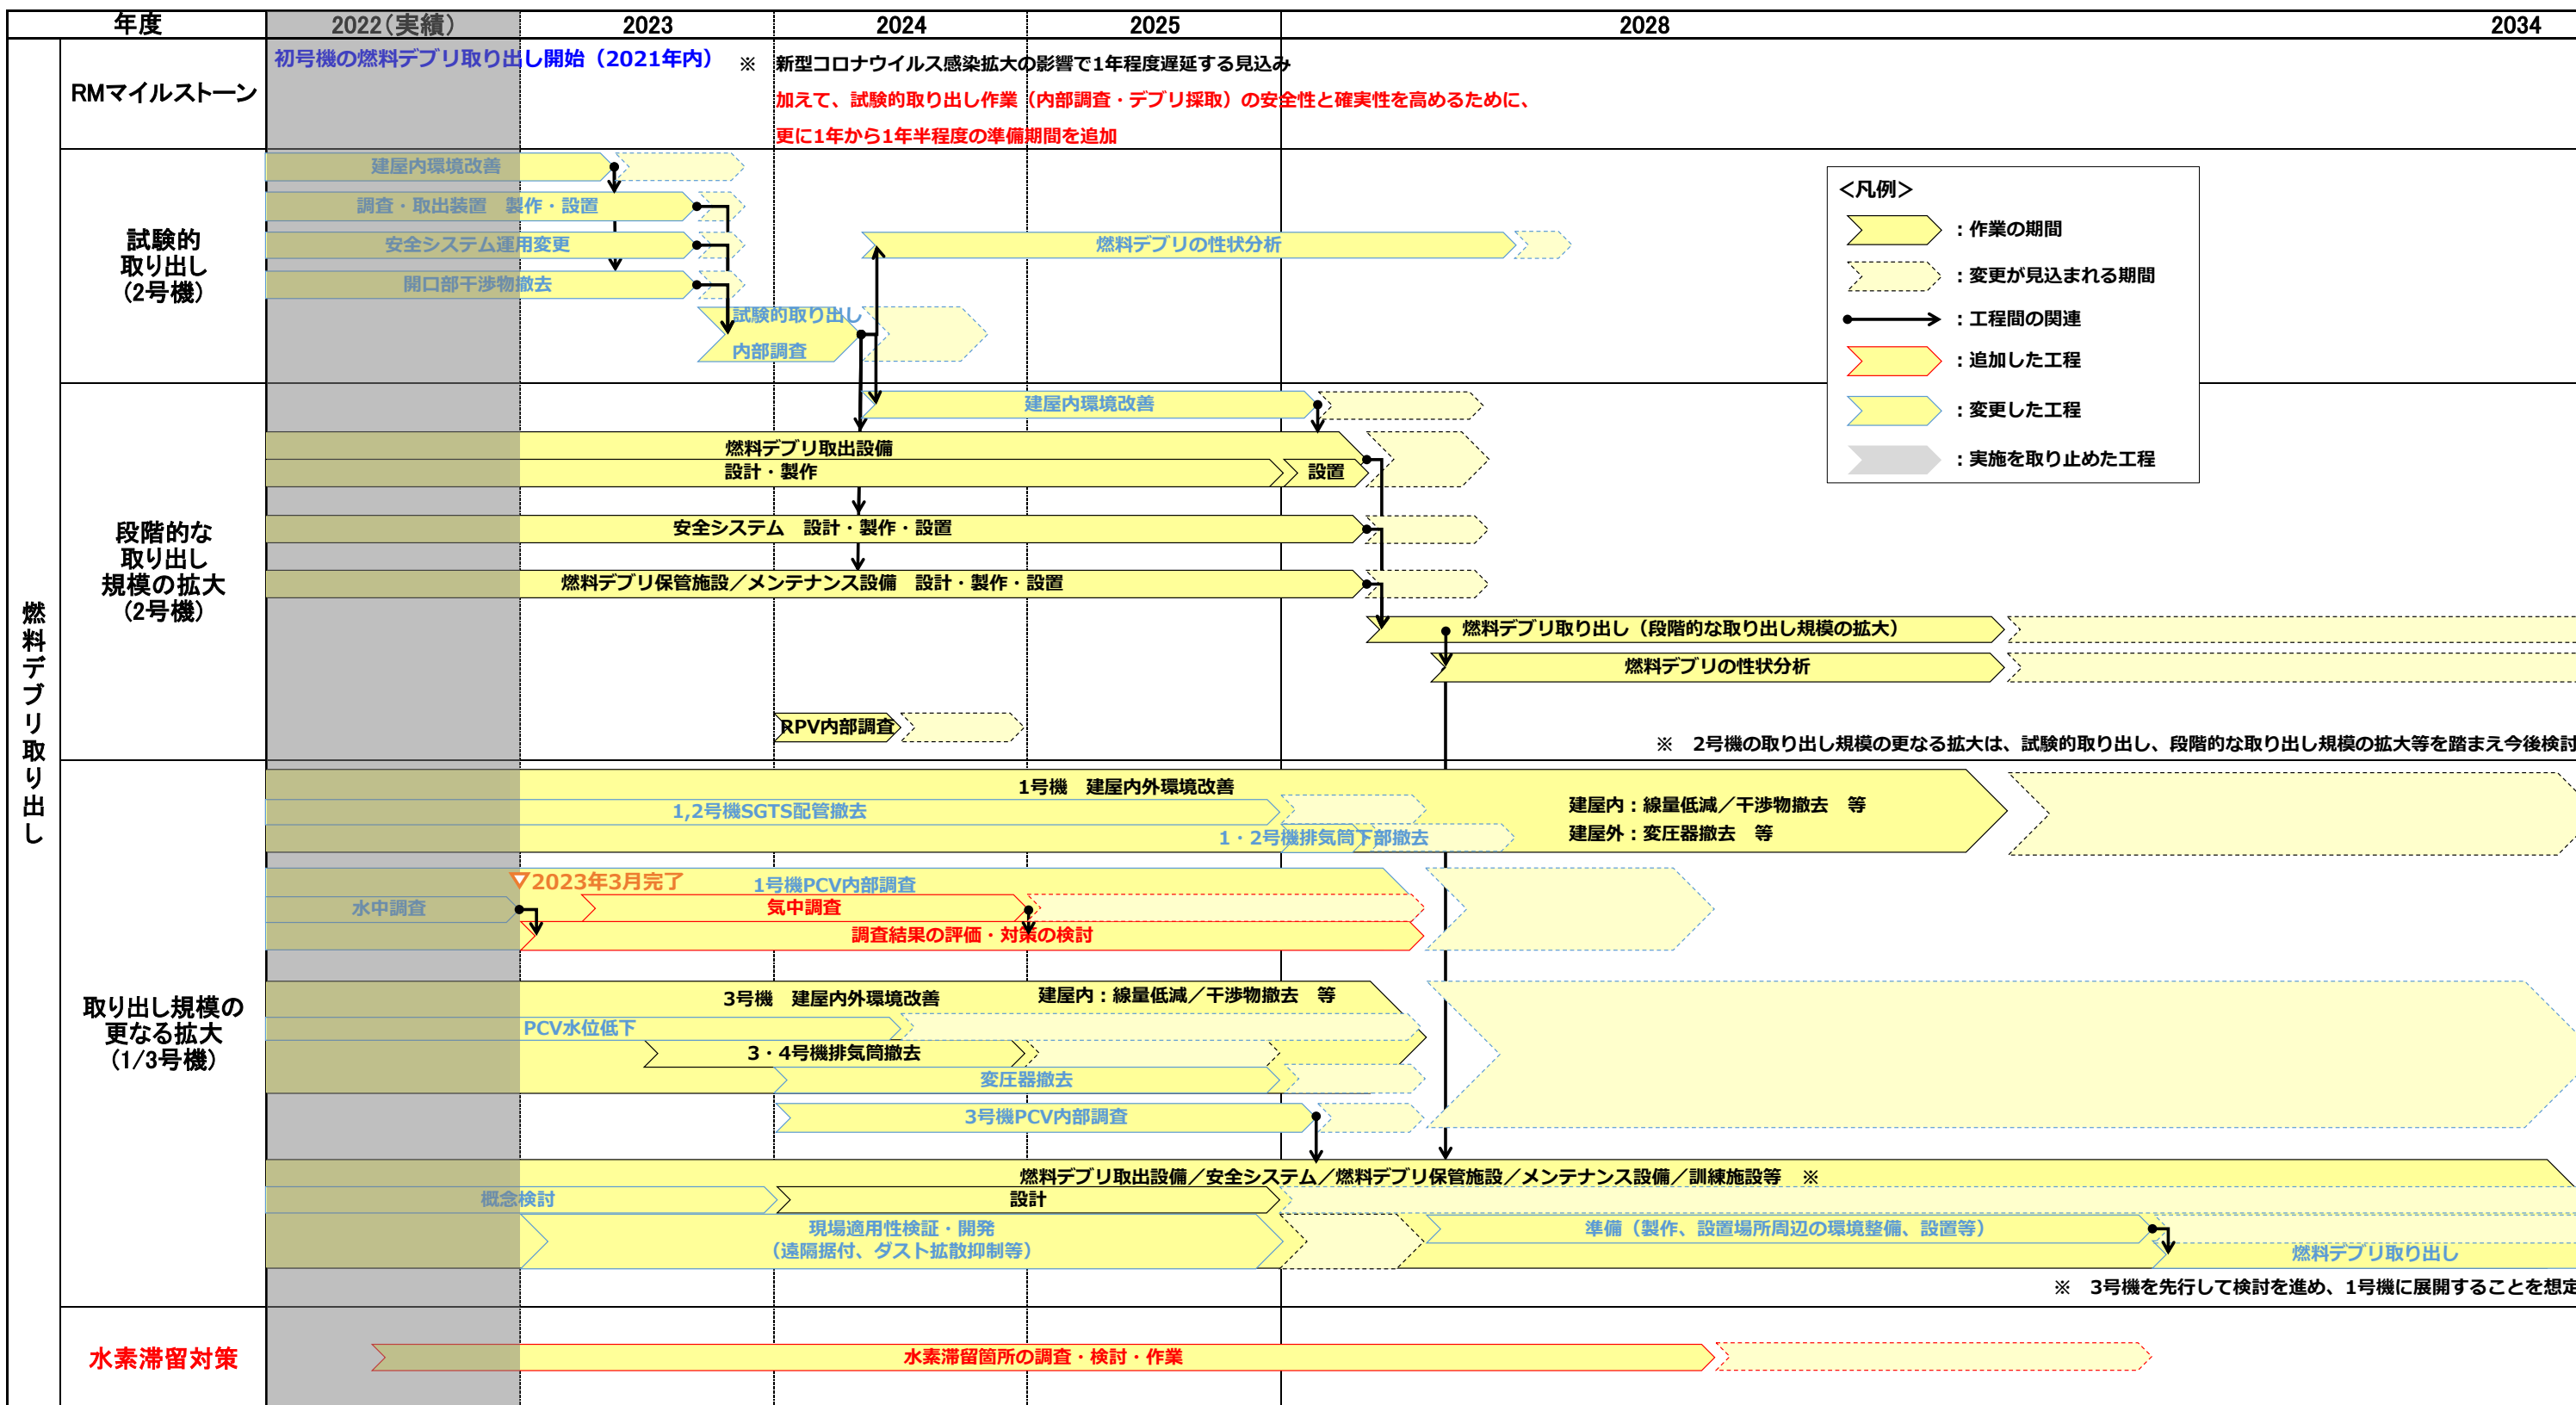 年度
2022(実績)
2023
2024
2025
2028
2034
燃料デブリ取り出し
RMマイルストーン
初号機の燃料デブリ取り出し開始（2021年内）
※　新型コロナウイルス感染拡大の影響で1年程度遅延する見込み
加えて、試験的取り出し作業（内部調査・デブリ採取）の安全性と確実性を高めるために、
更に1年から1年半程度の準備期間を追加
試験的
取り出し
(2号機)
建屋内環境改善
調査・取出装置　製作・設置
安全システム運用変更
燃料デブリの性状分析
開口部干渉物撤去
試験的取り出し
内部調査
＜凡例＞
：作業の期間
：変更が見込まれる期間
：工程間の関連
：追加した工程
：変更した工程
：実施を取り止めた工程
段階的な
取り出し
規模の拡大
(2号機)
建屋内環境改善
燃料デブリ取出設備
設計・製作
設置
安全システム　設計・製作・設置
燃料デブリ保管施設／メンテナンス設備　設計・製作・設置
燃料デブリ取り出し（段階的な取り出し規模の拡大）
燃料デブリの性状分析
RPV内部調査
※　2号機の取り出し規模の更なる拡大は、試験的取り出し、段階的な取り出し規模の拡大等を踏まえ今後検討
取り出し規模の
更なる拡大
(1/3号機)
1号機　建屋内外環境改善
1,2号機SGTS配管撤去
1・2号機排気筒下部撤去
建屋内：線量低減／干渉物撤去　等
建屋外：変圧器撤去　等
2023年3月完了
1号機PCV内部調査
水中調査
気中調査
調査結果の評価・対策の検討
3号機　建屋内外環境改善
建屋内：線量低減／干渉物撤去　等
PCV水位低下
3・4号機排気筒撤去
変圧器撤去
3号機PCV内部調査
燃料デブリ取出設備／安全システム／燃料デブリ保管施設／メンテナンス設備／訓練施設等　※
概念検討
設計
現場適用性検証・開発
（遠隔据付、ダスト拡散抑制等）
準備（製作、設置場所周辺の環境整備、設置等）
燃料デブリ取り出し
※　3号機を先行して検討を進め、1号機に展開することを想定
水素滞留対策
水素滞留箇所の調査・検討・作業